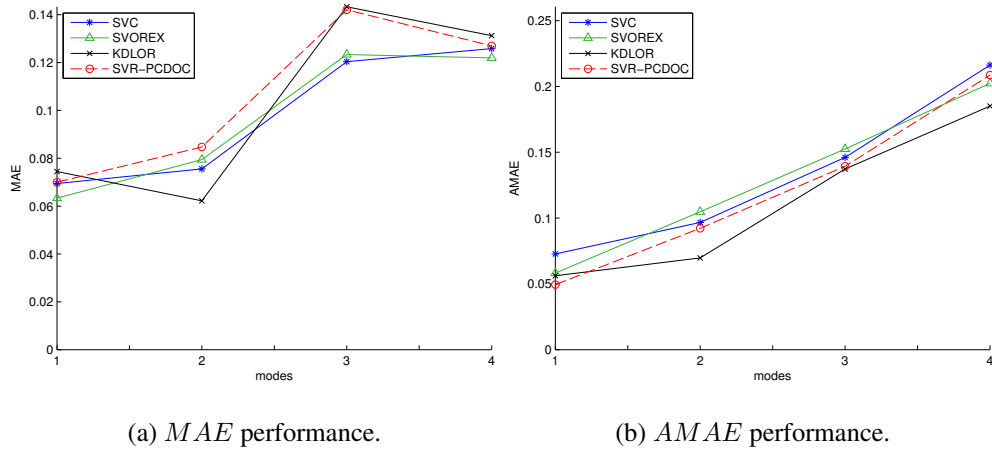 0.14
0.12
0.1
0.08
0.06
0.04
0.02
0
MAE
SVC
SVOREX
KDLOR
SVR−PCDOC
1 2 3 4
modes
(a) MAE performance.
0.25
0.2
0.15
0.1
0.05
0
AMAE
SVC
SVOREX
KDLOR
SVR−PCDOC
1 2 3 4
modes
(b) AMAE performance.